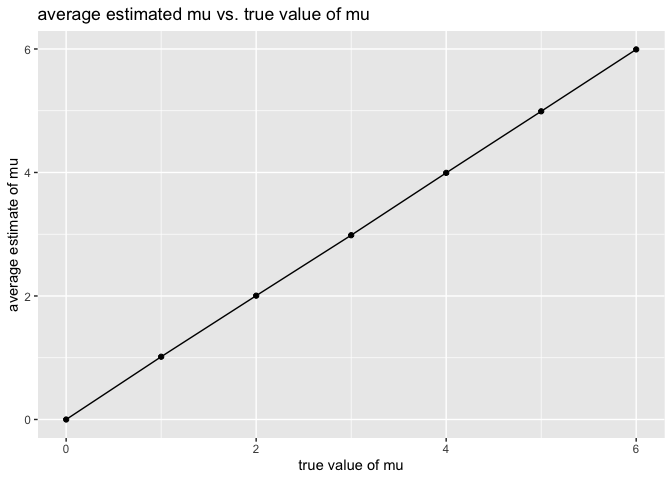 average estimated mu vs. true value of mu
average estimate of mu
6
4
2
0
0 2 4 6
true value of mu